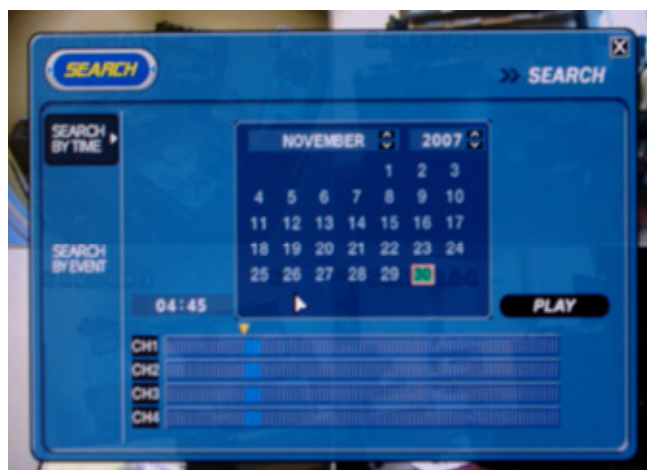 SEARCH
>> SEARCH
X
SEARCH
BY TIME
NOVEMBER 2007
1 2 3
4 5 6 7 8 9 10
11 12 13 14 15 16 17
18 19 20 21 22 23 24
25 26 27 28 29 30
SEARCH
BY EVENT
04:45
PLAY
CH1
CH2
CH3
CH4